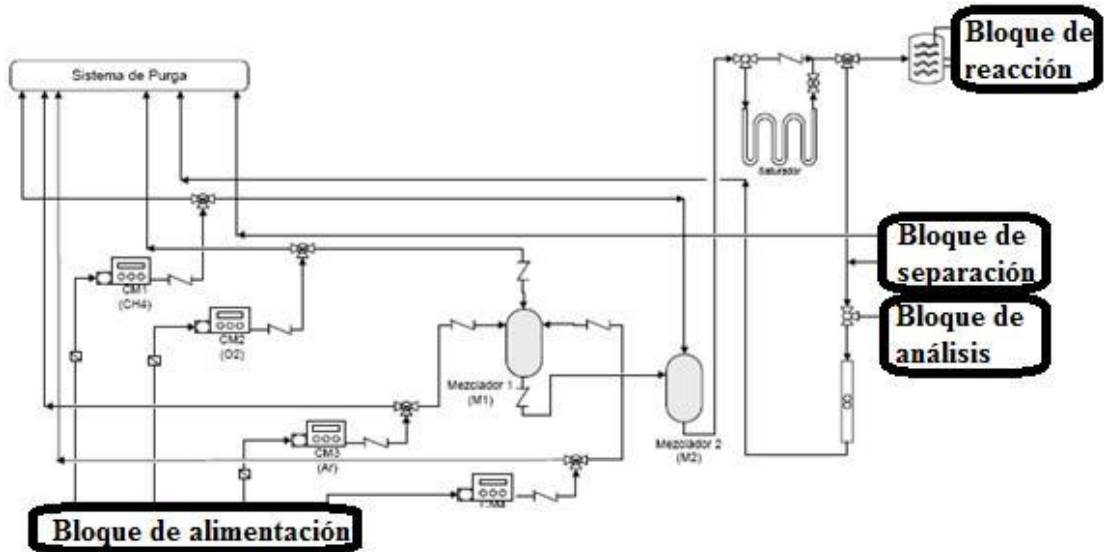 Sistema de Purga
Bloque de
reacción
Saturador
Bloque de
separación
CM1
(CH4)
CM2
(O2)
Bloque de
análisis
Mezclador 1
(M1)
CM3
(Ar)
Mezclador 2
(M2)
Bloque de alimentación